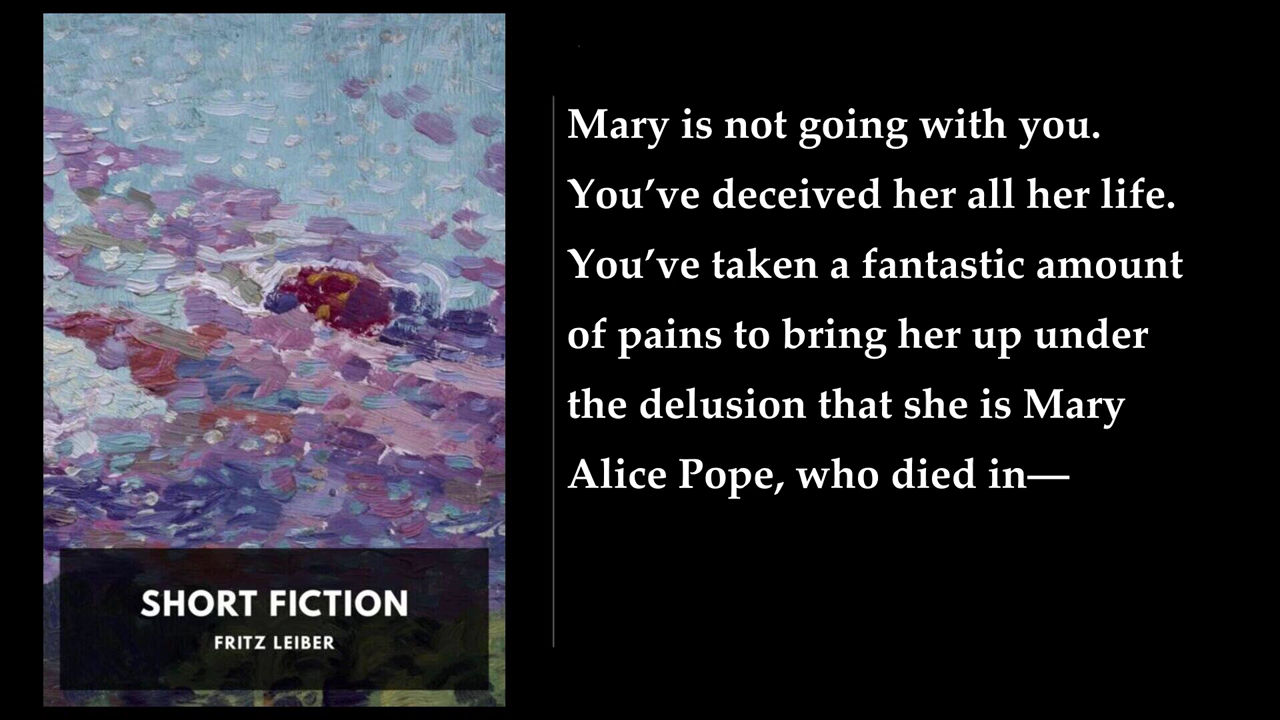 SHORT FICTION
FRITZ LEIBER
Mary is not going with you.
You’ve deceived her all her life.
You’ve taken a fantastic amount
of pains to bring her up under
the delusion that she is Mary
Alice Pope, who died in—